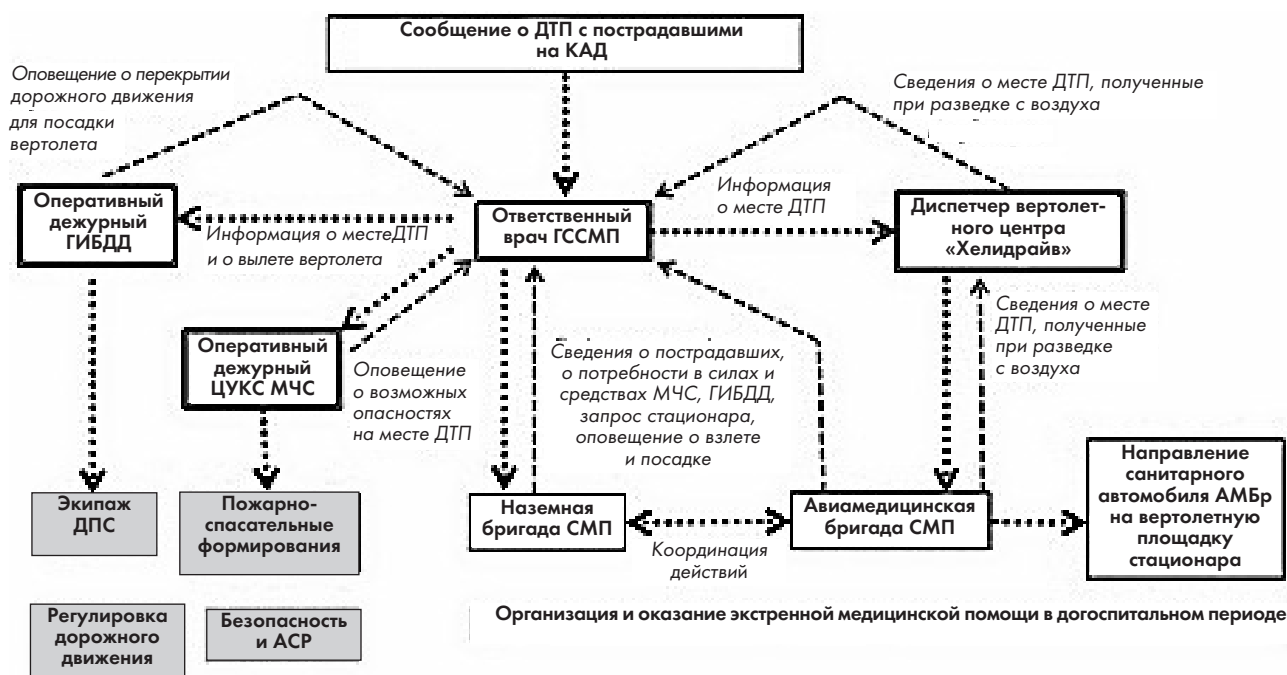 Сообщение о ДТП с пострадавшими
на КАД
Оповещение о перекрытии
дорожного движения
для посадки
вертолета
Сведения о месте ДТП, полученные
при разведке с воздуха
Оперативный
дежурный
ГИБДД
Информация о местеДТП
и о вылете вертолета
Ответственный
врач ГССМП
Информация
о месте ДТП
Диспетчер вертолет-
ного центра
«Хелидрайв»
Оперативный
дежурный
ЦУКС МЧС
Оповещение
о возможных
опасностях
на месте ДТП
Сведения о пострадавших,
о потребности в силах и
средствах МЧС, ГИБДД,
запрос стационара,
оповещение о взлете
и посадке
Сведения о месте
ДТП, полученные
при разведке
с воздуха
Экипаж
ДПС
Пожарно-
спасательные
формирования
Наземная
бригада СМП
Координация
действий
Авиамедицинская
бригада СМП
Направление
санитарного
автомобиля АМБр
на вертолетную
площадку
стационара
Регулировка
дорожного
движения
Безопасность
и АСР
Организация и оказание экстренной медицинской помощи в догоспитальном периоде